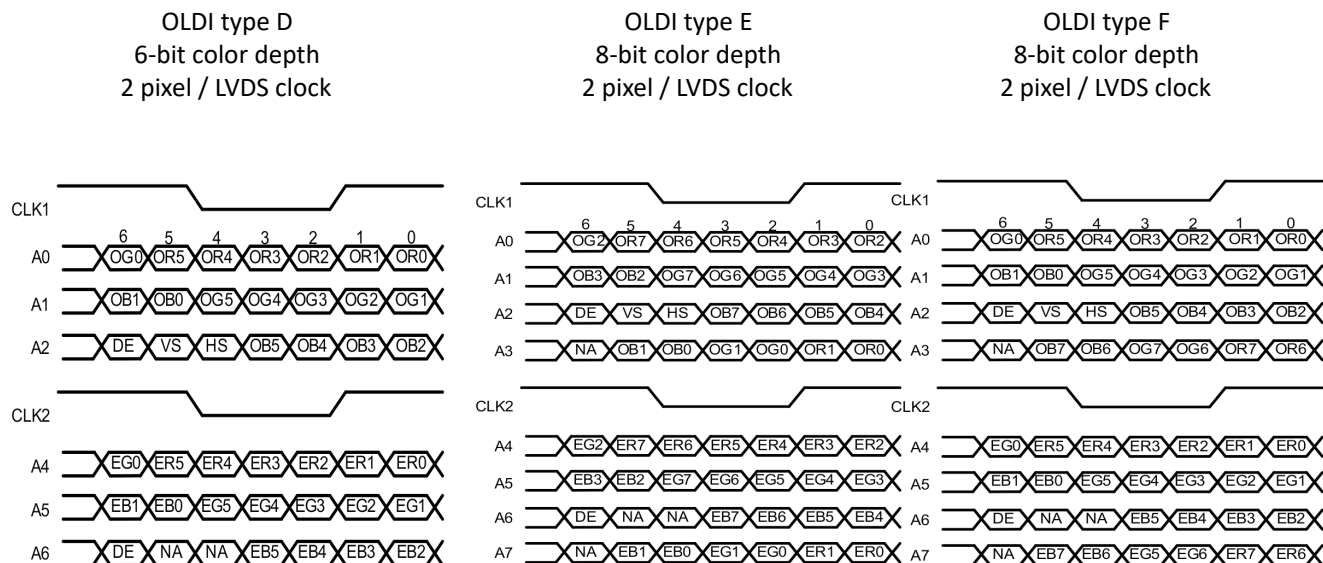 OLDI type D
6-bit color depth
2 pixel / LVDS clock
OLDI type E
8-bit color depth
2 pixel / LVDS clock
OLDI type F
8-bit color depth
2 pixel / LVDS clock
CLK1
6 5 4 3 2 1 0
A0 OG0 OR5 OR4 OR3 OR2 OR1 OR0
A1 OB1 OB0 OG5 OG4 OG3 OG2 OG1
A2 DE VS HS OB5 OB4 OB3 OB2
CLK2
A4 EG0 ER5 ER4 ER3 ER2 ER1 ER0
A5 EB1 EB0 EG5 EG4 EG3 EG2 EG1
A6 DE NA NA EB5 EB4 EB3 EB2
CLK1
6 5 4 3 2 1 0
A0 OG2 OR7 OR6 OR5 OR4 OR3 OR2
A1 OB3 OB2 OG7 OG6 OG5 OG4 OG3
A2 DE VS HS OB7 OB6 OB5 OB4
A3 NA OB1 OB0 OG1 OG0 OR1 OR0
CLK2
A4 EG2 ER7 ER6 ER5 ER4 ER3 ER2
A5 EB3 EB2 EG7 EG6 EG5 EG4 EG3
A6 DE NA NA EB7 EB6 EB5 EB4
A7 NA EB1 EB0 EG1 EG0 ER1 ER0
CLK1
6 5 4 3 2 1 0
A0 OG0 OR5 OR4 OR3 OR2 OR1 OR0
A1 OB1 OB0 OG5 OG4 OG3 OG2 OG1
A2 DE VS HS OB5 OB4 OB3 OB2
A3 NA OB7 OB6 OG7 OG6 OR7 OR6
CLK2
A4 EG0 ER5 ER4 ER3 ER2 ER1 ER0
A5 EB1 EB0 EG5 EG4 EG3 EG2 EG1
A6 DE NA NA EB5 EB4 EB3 EB2
A7 NA EB7 EB6 EG5 EG6 ER7 ER6